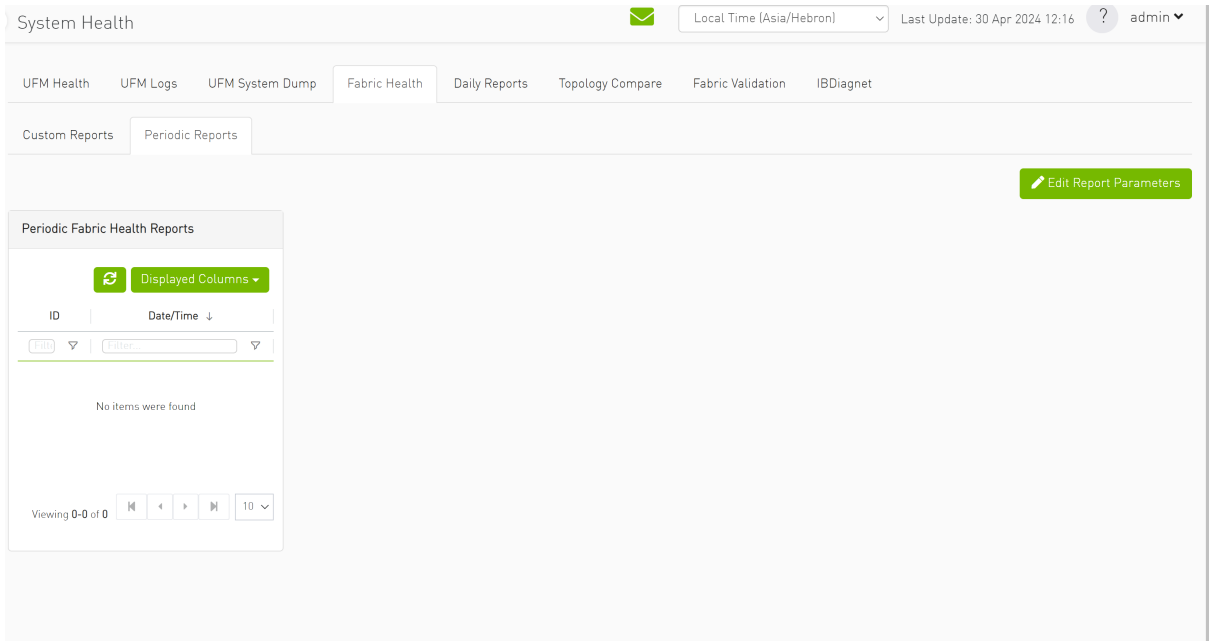 System Health
Local Time (Asia/Hebron)
Last Update: 30 Apr 2024 12:16
?
admin
UFM Health
UFM Logs
UFM System Dump
Fabric Health
Daily Reports
Topology Compare
Fabric Validation
IBDiagnet
Custom Reports
Periodic Reports
Edit Report Parameters
Periodic Fabric Health Reports
Displayed Columns
ID
Date/Time
Filte
Filter...
No items were found
Viewing 0-0 of 0
10